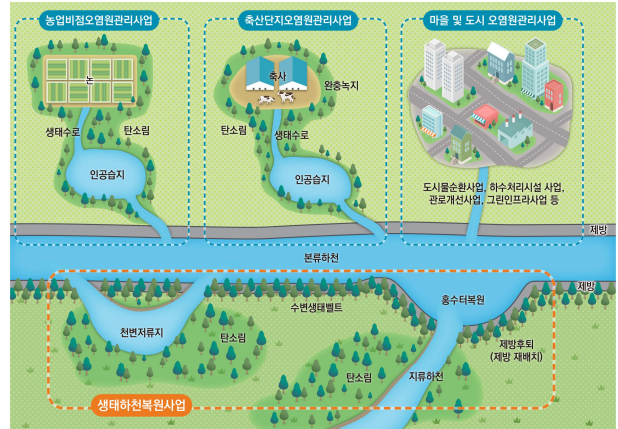 농업비점오염원관리사업
축산단지오염원관리사업
마을 및 도시 오염원관리사업
논
축사
완충녹지
생태수로
탄소림
탄소림
생태수로
인공습지
인공습지
도시물순환사업, 하수처리시설 사업,
관로개선사업, 그린인프라사업 등
제방
본류하천
제방
수변생태벨트
홍수터복원
천변저류지
탄소림
제방후퇴
(제방 재배치)
탄소림
지류하천
생태하천복원사업